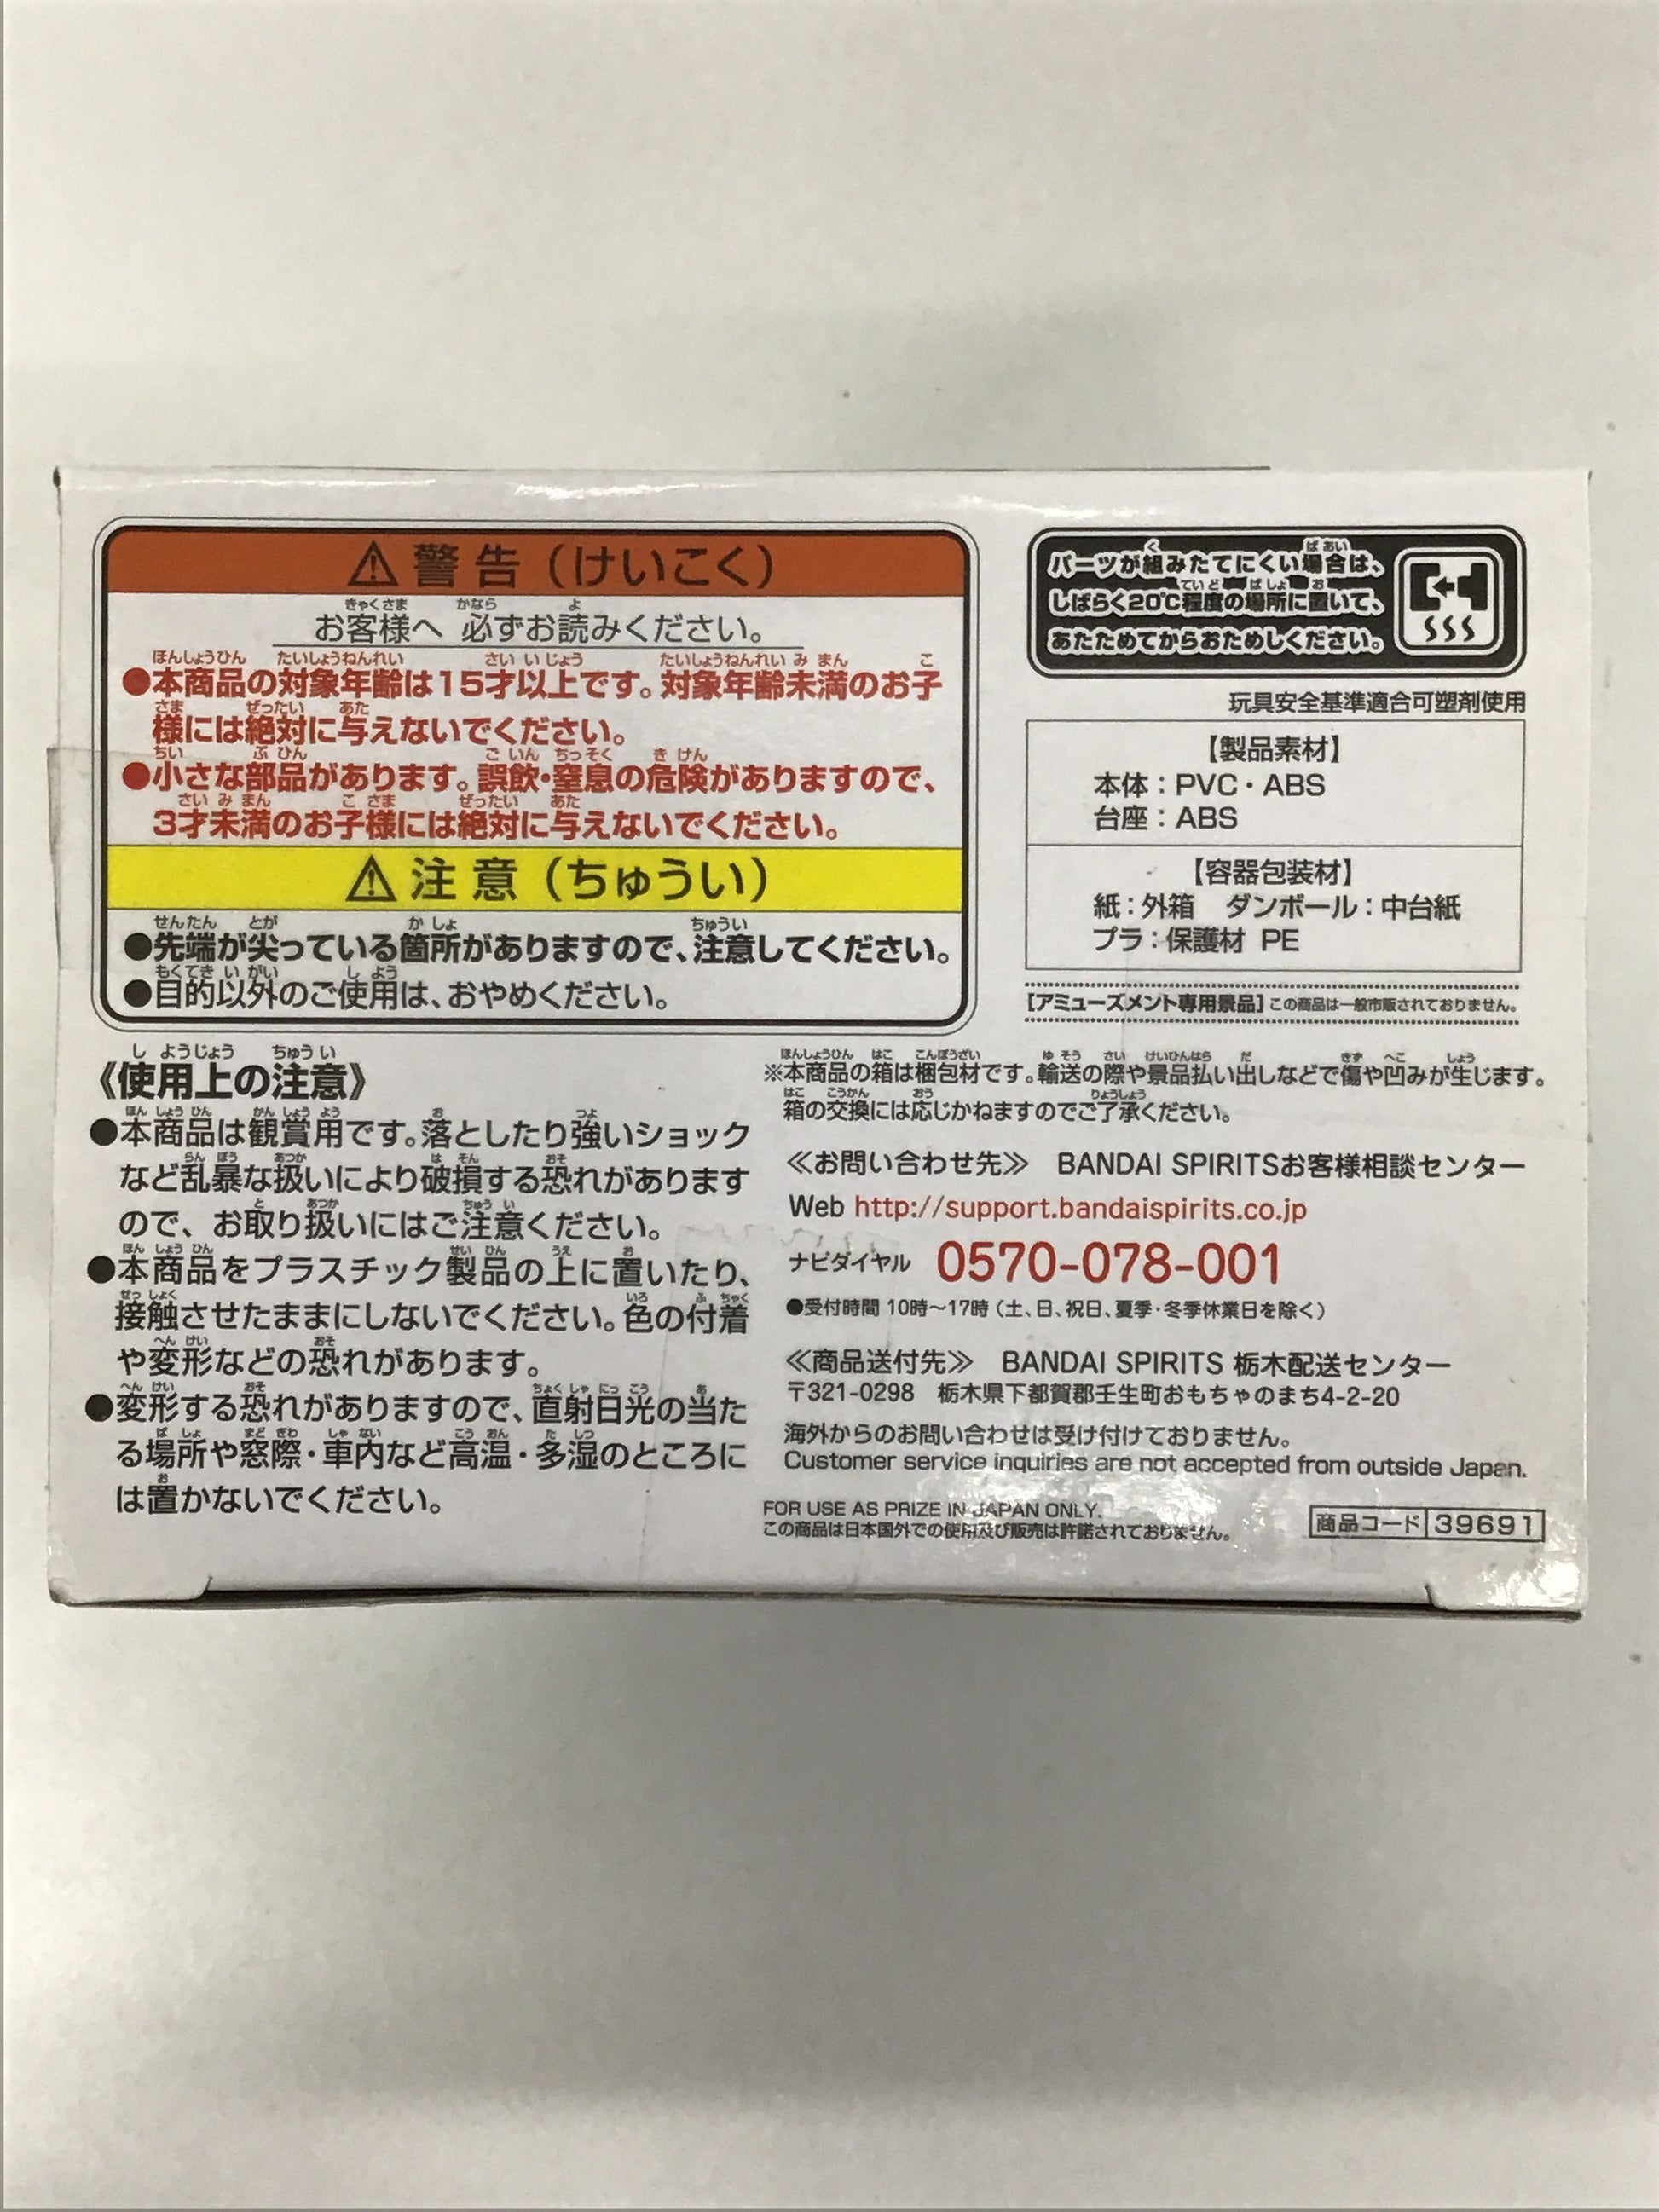 ⚠警告（けいこく）
お客様へ 必ずお読みください。
●本商品の対象年齢は15才以上です。対象年齢未満のお子
様には絶対に与えないでください。
●小さな部品があります。誤飲・窒息の危険がありますので、
3才未満のお子様には絶対に与えないでください。
⚠注意（ちゅうい）
●先端が尖っている箇所がありますので、注意してください。
●目的以外のご使用は、おやめください。
《使用上の注意》
●本商品は観賞用です。落としたり強いショック
など乱暴な扱いにより破損する恐れがあります
ので、お取り扱いにはご注意ください。
●本商品をプラスチック製品の上に置いたり、
接触させたままにしないでください。色の付着
や変形などの恐れがあります。
●変形する恐れがありますので、直射日光の当た
る場所や窓際・車内など高温・多湿のところに
は置かないでください。
パーツが組みたてにくい場合は、
しばらく20℃程度の場所に置いて、
あたためてからおためしください。
玩具安全基準適合可塑剤使用
【製品素材】
本体：PVC・ABS
台座：ABS
【容器包装材】
紙：外箱 ダンボール：中台紙
プラ：保護材 PE
[アミューズメント専用景品] この商品は一般市販されておりません。
※本商品の箱は梱包材です。輸送の際や景品払い出しなどで傷や凹みが生じます。
箱の交換には応じかねますのでご了承ください。
≪お問い合わせ先≫ BANDAI SPIRITSお客様相談センター
Web http://support.bandaispirits.co.jp
ナビダイヤル 0570-078-001
●受付時間 10時～17時（土、日、祝日、夏季・冬季休業日を除く）
≪商品送付先≫ BANDAI SPIRITS 栃木配送センター
〒321-0298 栃木県下都賀郡壬生町おもちゃのまち4-2-20
海外からのお問い合わせは受け付けておりません。
Customer service inquiries are not accepted from outside Japan.
FOR USE AS PRIZE IN JAPAN ONLY.
この商品は日本国外での使用及び販売は許諾されておりません。
商品コード 39691